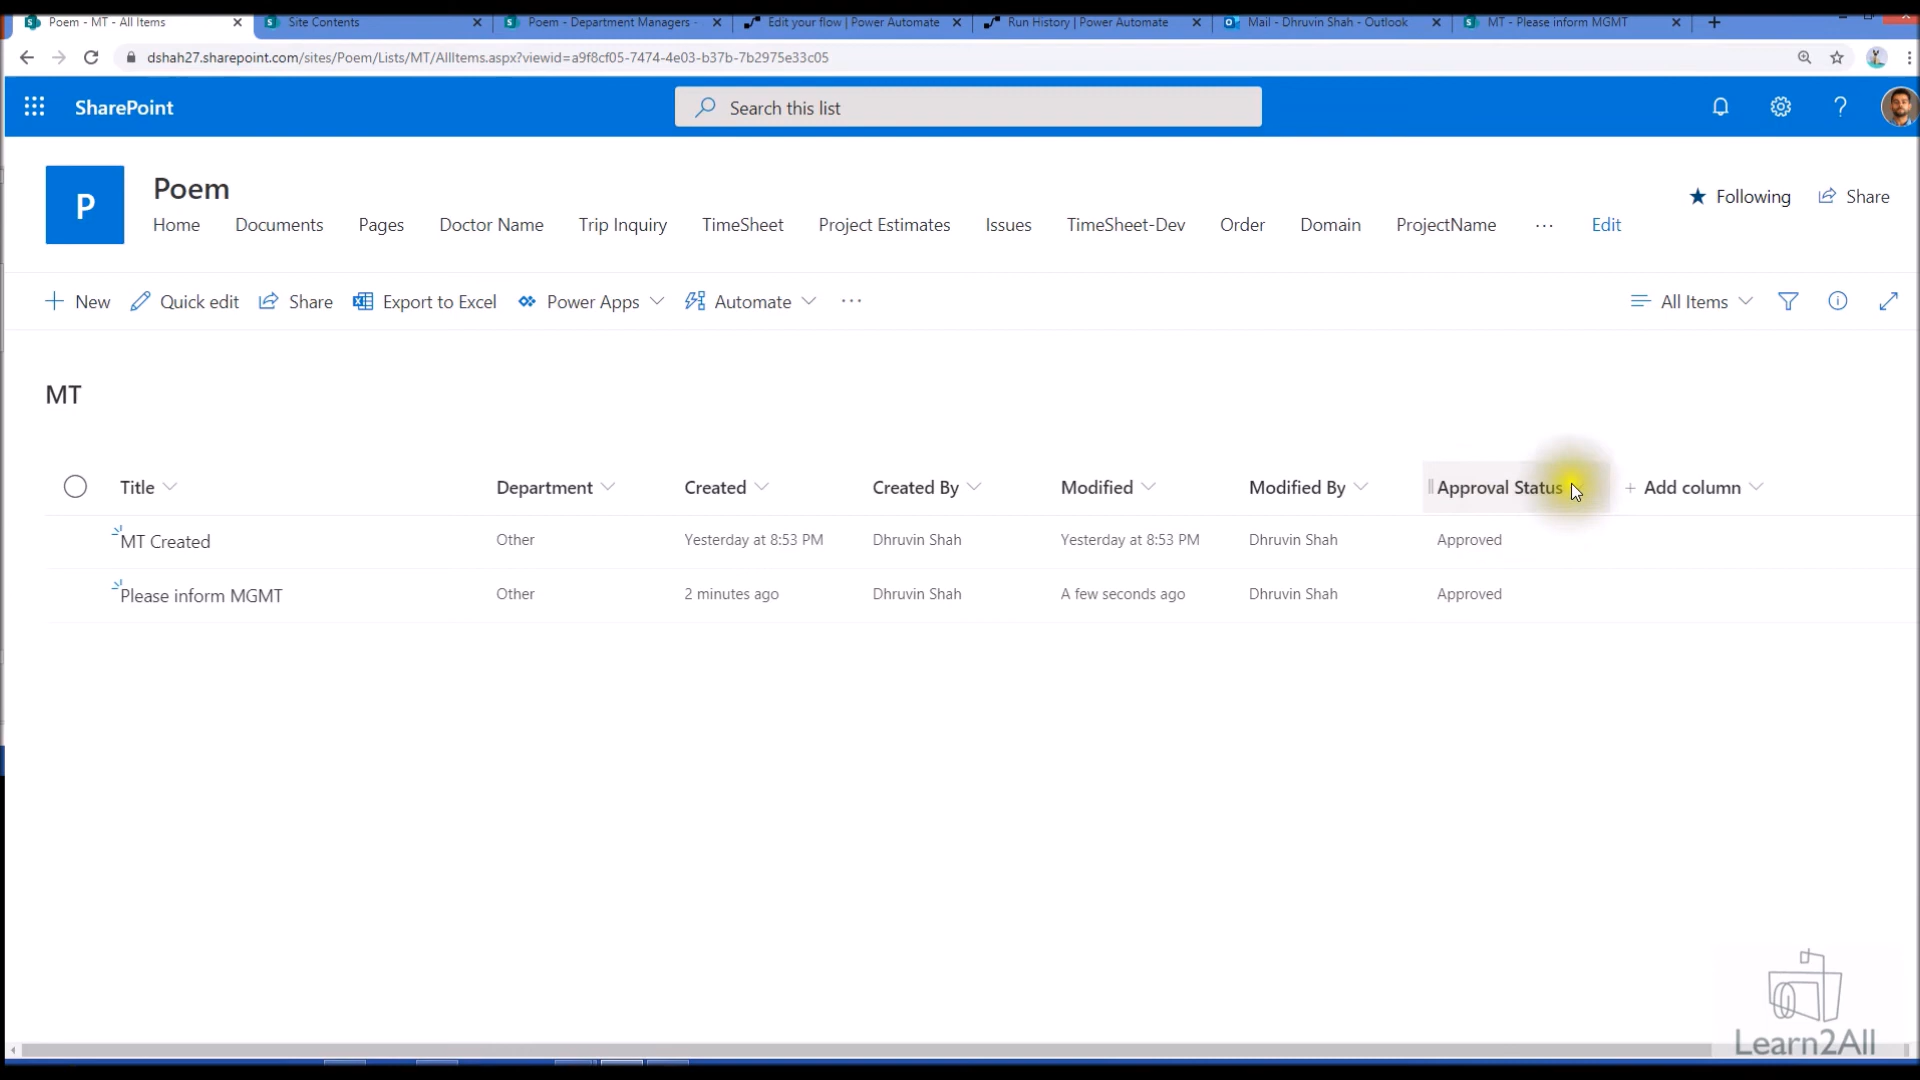 Poem - MT - All Items
Site Contents
Poem - Department Managers -
Edit your flow | Power Automate
Run History | Power Automate
Mail - Dhruvin Shah - Outlook
MT - Please inform MGMT
dshah27.sharepoint.com/sites/Poem/Lists/MT/AllItems.aspx?viewid=a9f8cf05-7474-4e03-b37b-7b2975e33c05
SharePoint
Search this list
P
Poem
Following
Share
Home
Documents
Pages
Doctor Name
Trip Inquiry
TimeSheet
Project Estimates
Issues
TimeSheet-Dev
Order
Domain
ProjectName
...
Edit
New
Quick edit
Share
Export to Excel
Power Apps
Automate
...
All Items
MT
Title
Department
Created
Created By
Modified
Modified By
Approval Status
+ Add column
MT Created
Other
Yesterday at 8:53 PM
Dhruvin Shah
Yesterday at 8:53 PM
Dhruvin Shah
Approved
Please inform MGMT
Other
2 minutes ago
Dhruvin Shah
A few seconds ago
Dhruvin Shah
Approved
Learn2All